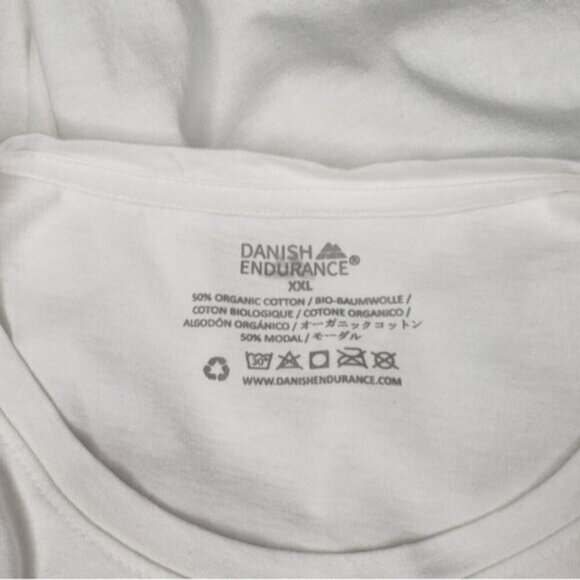 DANISH
ENDURANCE®
XXL
50% ORGANIC COTTON / BIO-BAUMWOLLE /
COTON BIOLOGIQUE / COTONE ORGANICO /
ALGODÓN ORGÁNICO / オーガニックコットン
50% MODAL / モーダル
30°
WWW.DANISHENDURANCE.COM